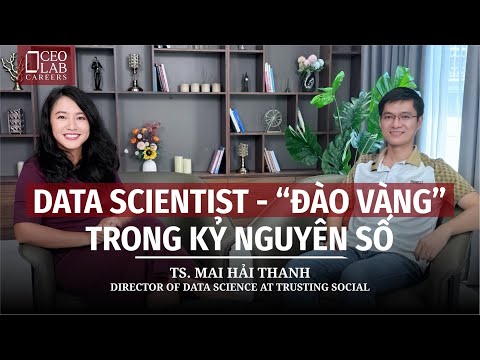 CEO
LAB
CAREERS
DATA SCIENTIST - “ĐÀO VÀNG”
TRONG KỶ NGUYÊN SỐ
TS. MAI HẢI THANH
DIRECTOR OF DATA SCIENCE AT TRUSTING SOCIAL